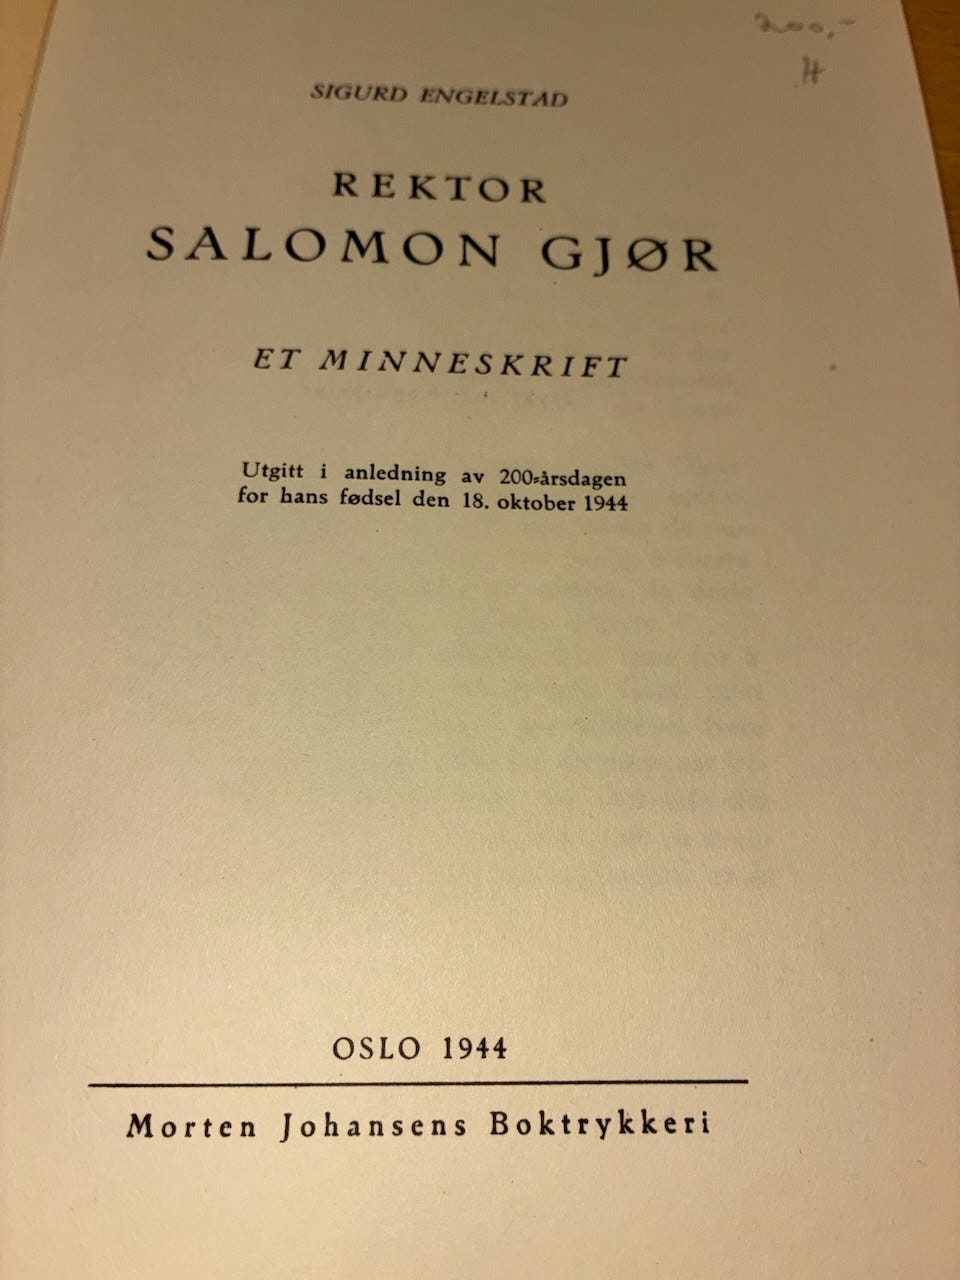 200,-
SIGURD ENGELSTAD
REKTOR
SALOMON GJØR
ET MINNESKRIFT
Utgitt i anledning av 200-årsdagen
for hans fødsel den 18. oktober 1944
OSLO 1944
Morten Johansens Boktrykkeri